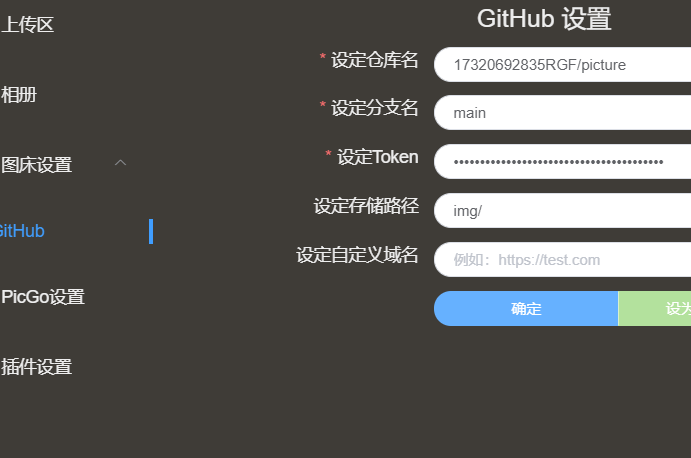 GitHub 设置
上传区
* 设定仓库名
17320692835RGF/picture
相册
* 设定分支名
main
图床设置
* 设定Token
••••••••••••••••••••••••••••••••••••••••
设定存储路径
img/
GitHub
设定自定义域名
例如：https://test.com
PicGo设置
确定
设为
插件设置